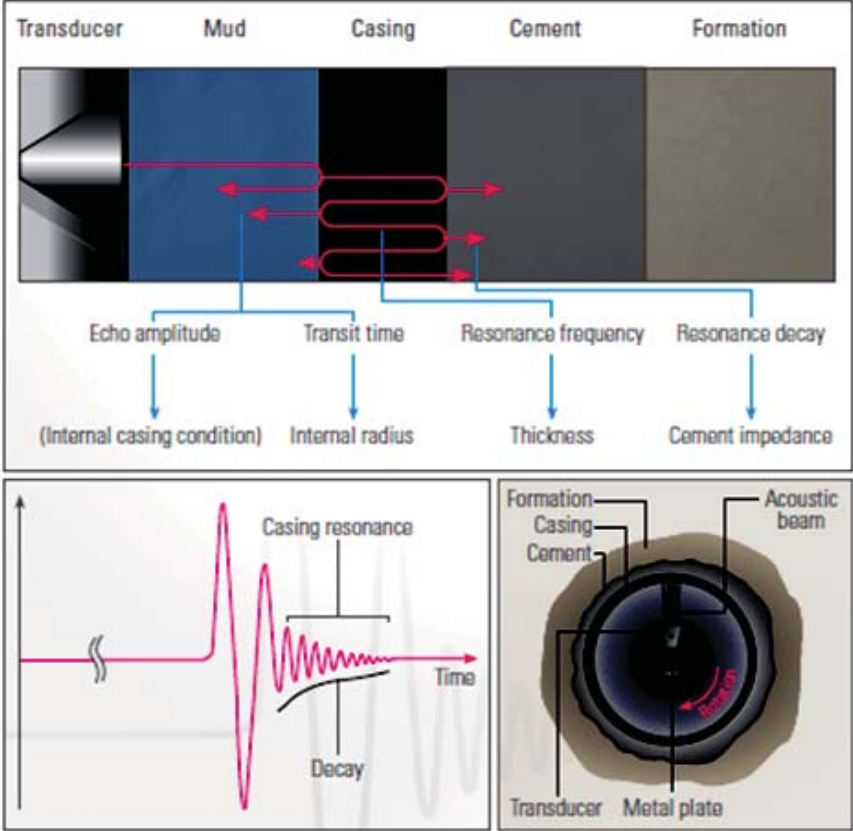 Transducer Mud Casing Cement Formation
Echo amplitude Transit time Resonance frequency Resonance decay
(Internal casing condition) Internal radius Thickness Cement impedance
Casing resonance
Time
Decay
Formation
Casing
Cement
Acoustic
beam
Rotation
Transducer Metal plate